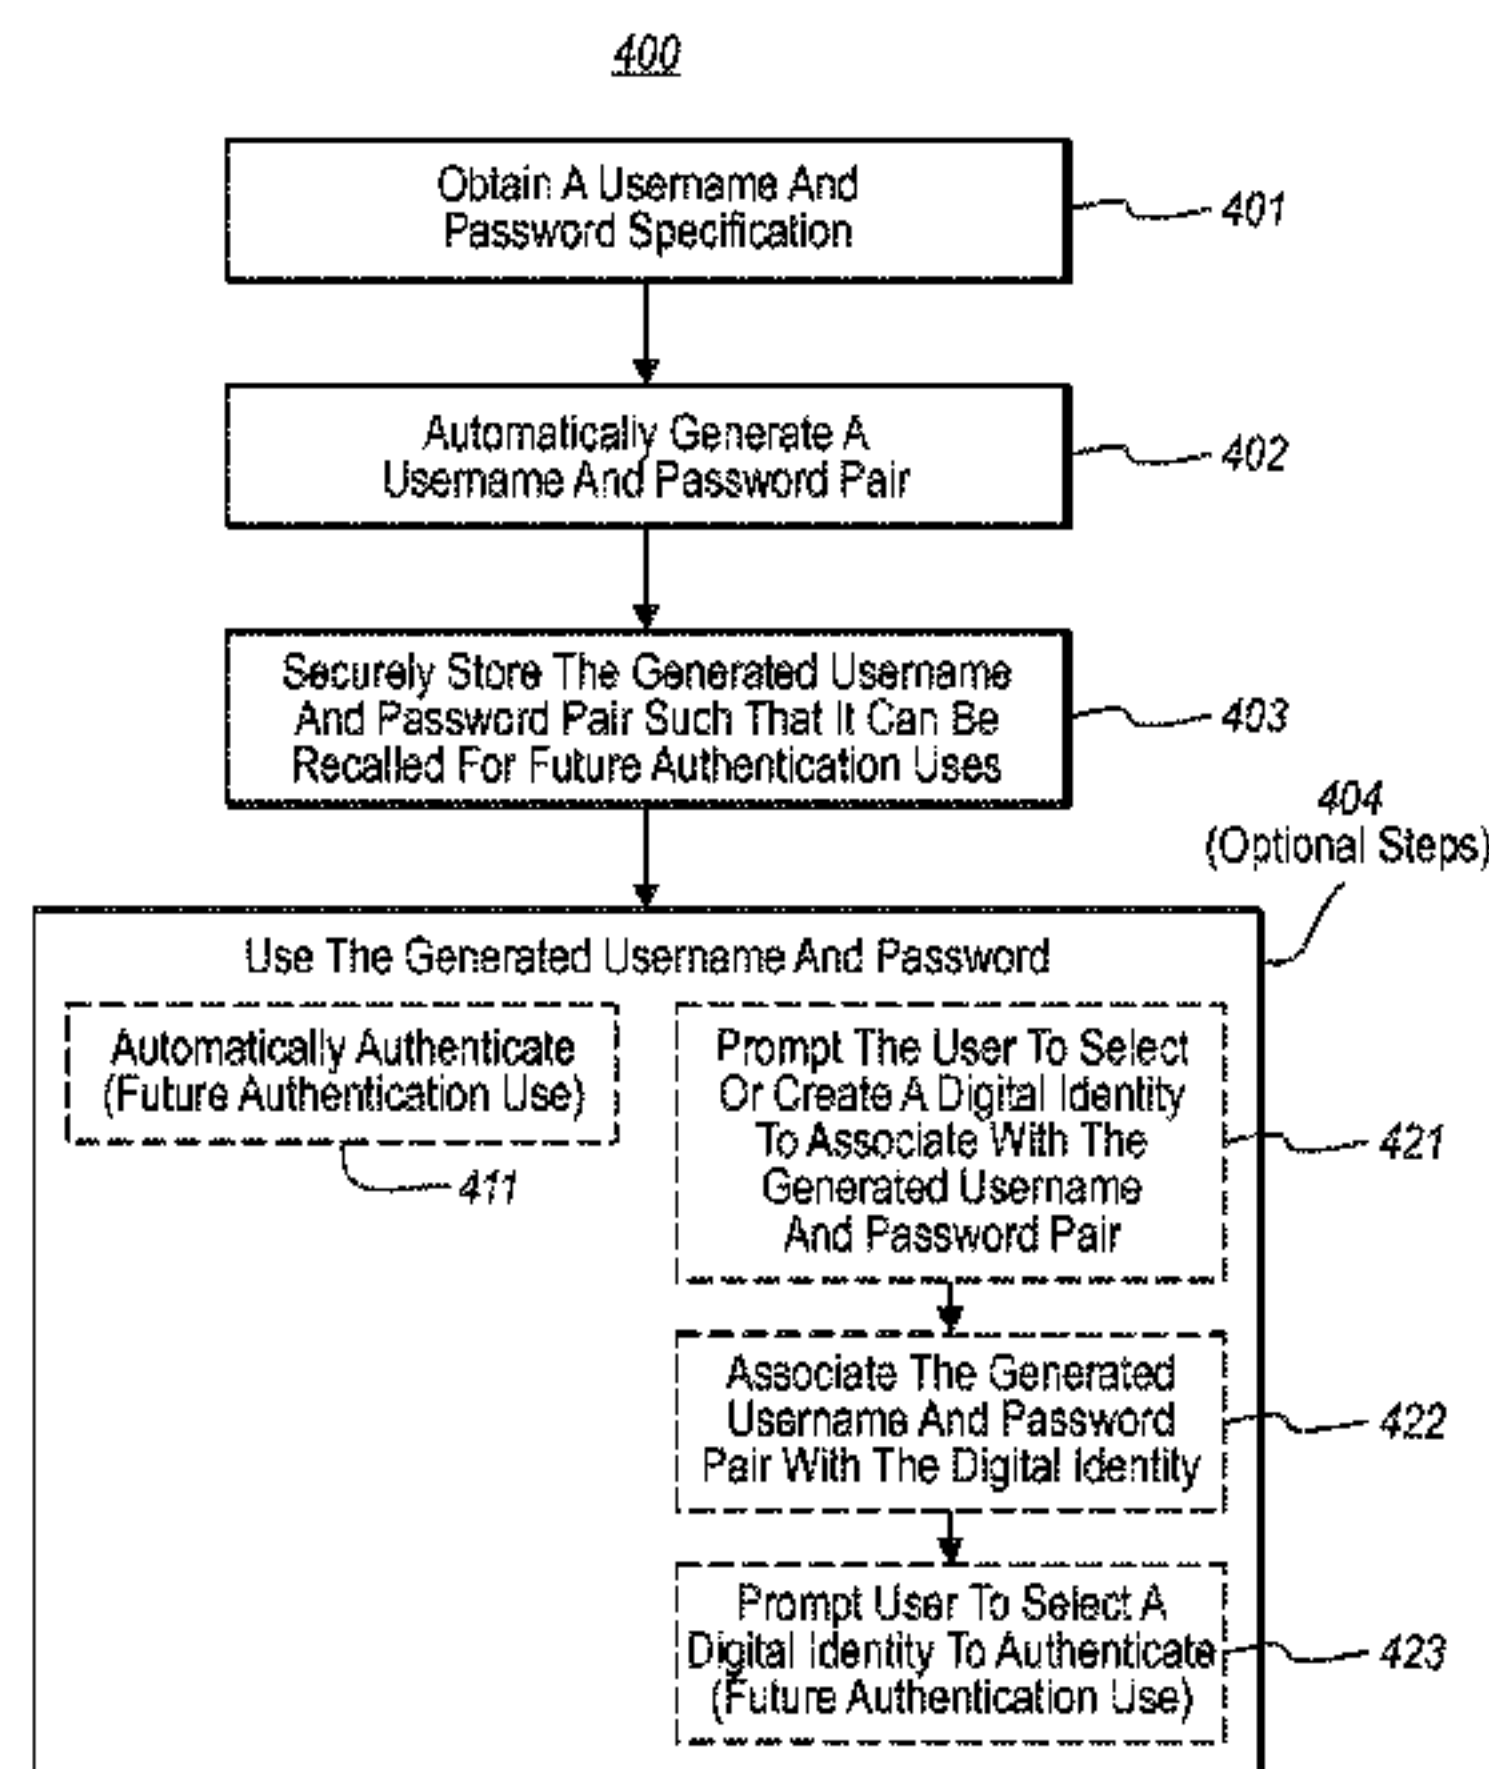 400
Obtain A Username And
Password Specification
401
Automatically Generate A
Username And Password Pair
402
Securely Store The Generated Username
And Password Pair Such That It Can Be
Recalled For Future Authentication Uses
403
404
(Optional Steps)
Use The Generated Username And Password
Automatically Authenticate
(Future Authentication Use)
411
Prompt The User To Select
Or Create A Digital Identity
To Associate With The
Generated Username
And Password Pair
421
Associate The Generated
Username And Password
Pair With The Digital Identity
422
Prompt User To Select A
Digital Identity To Authenticate
(Future Authentication Use)
423